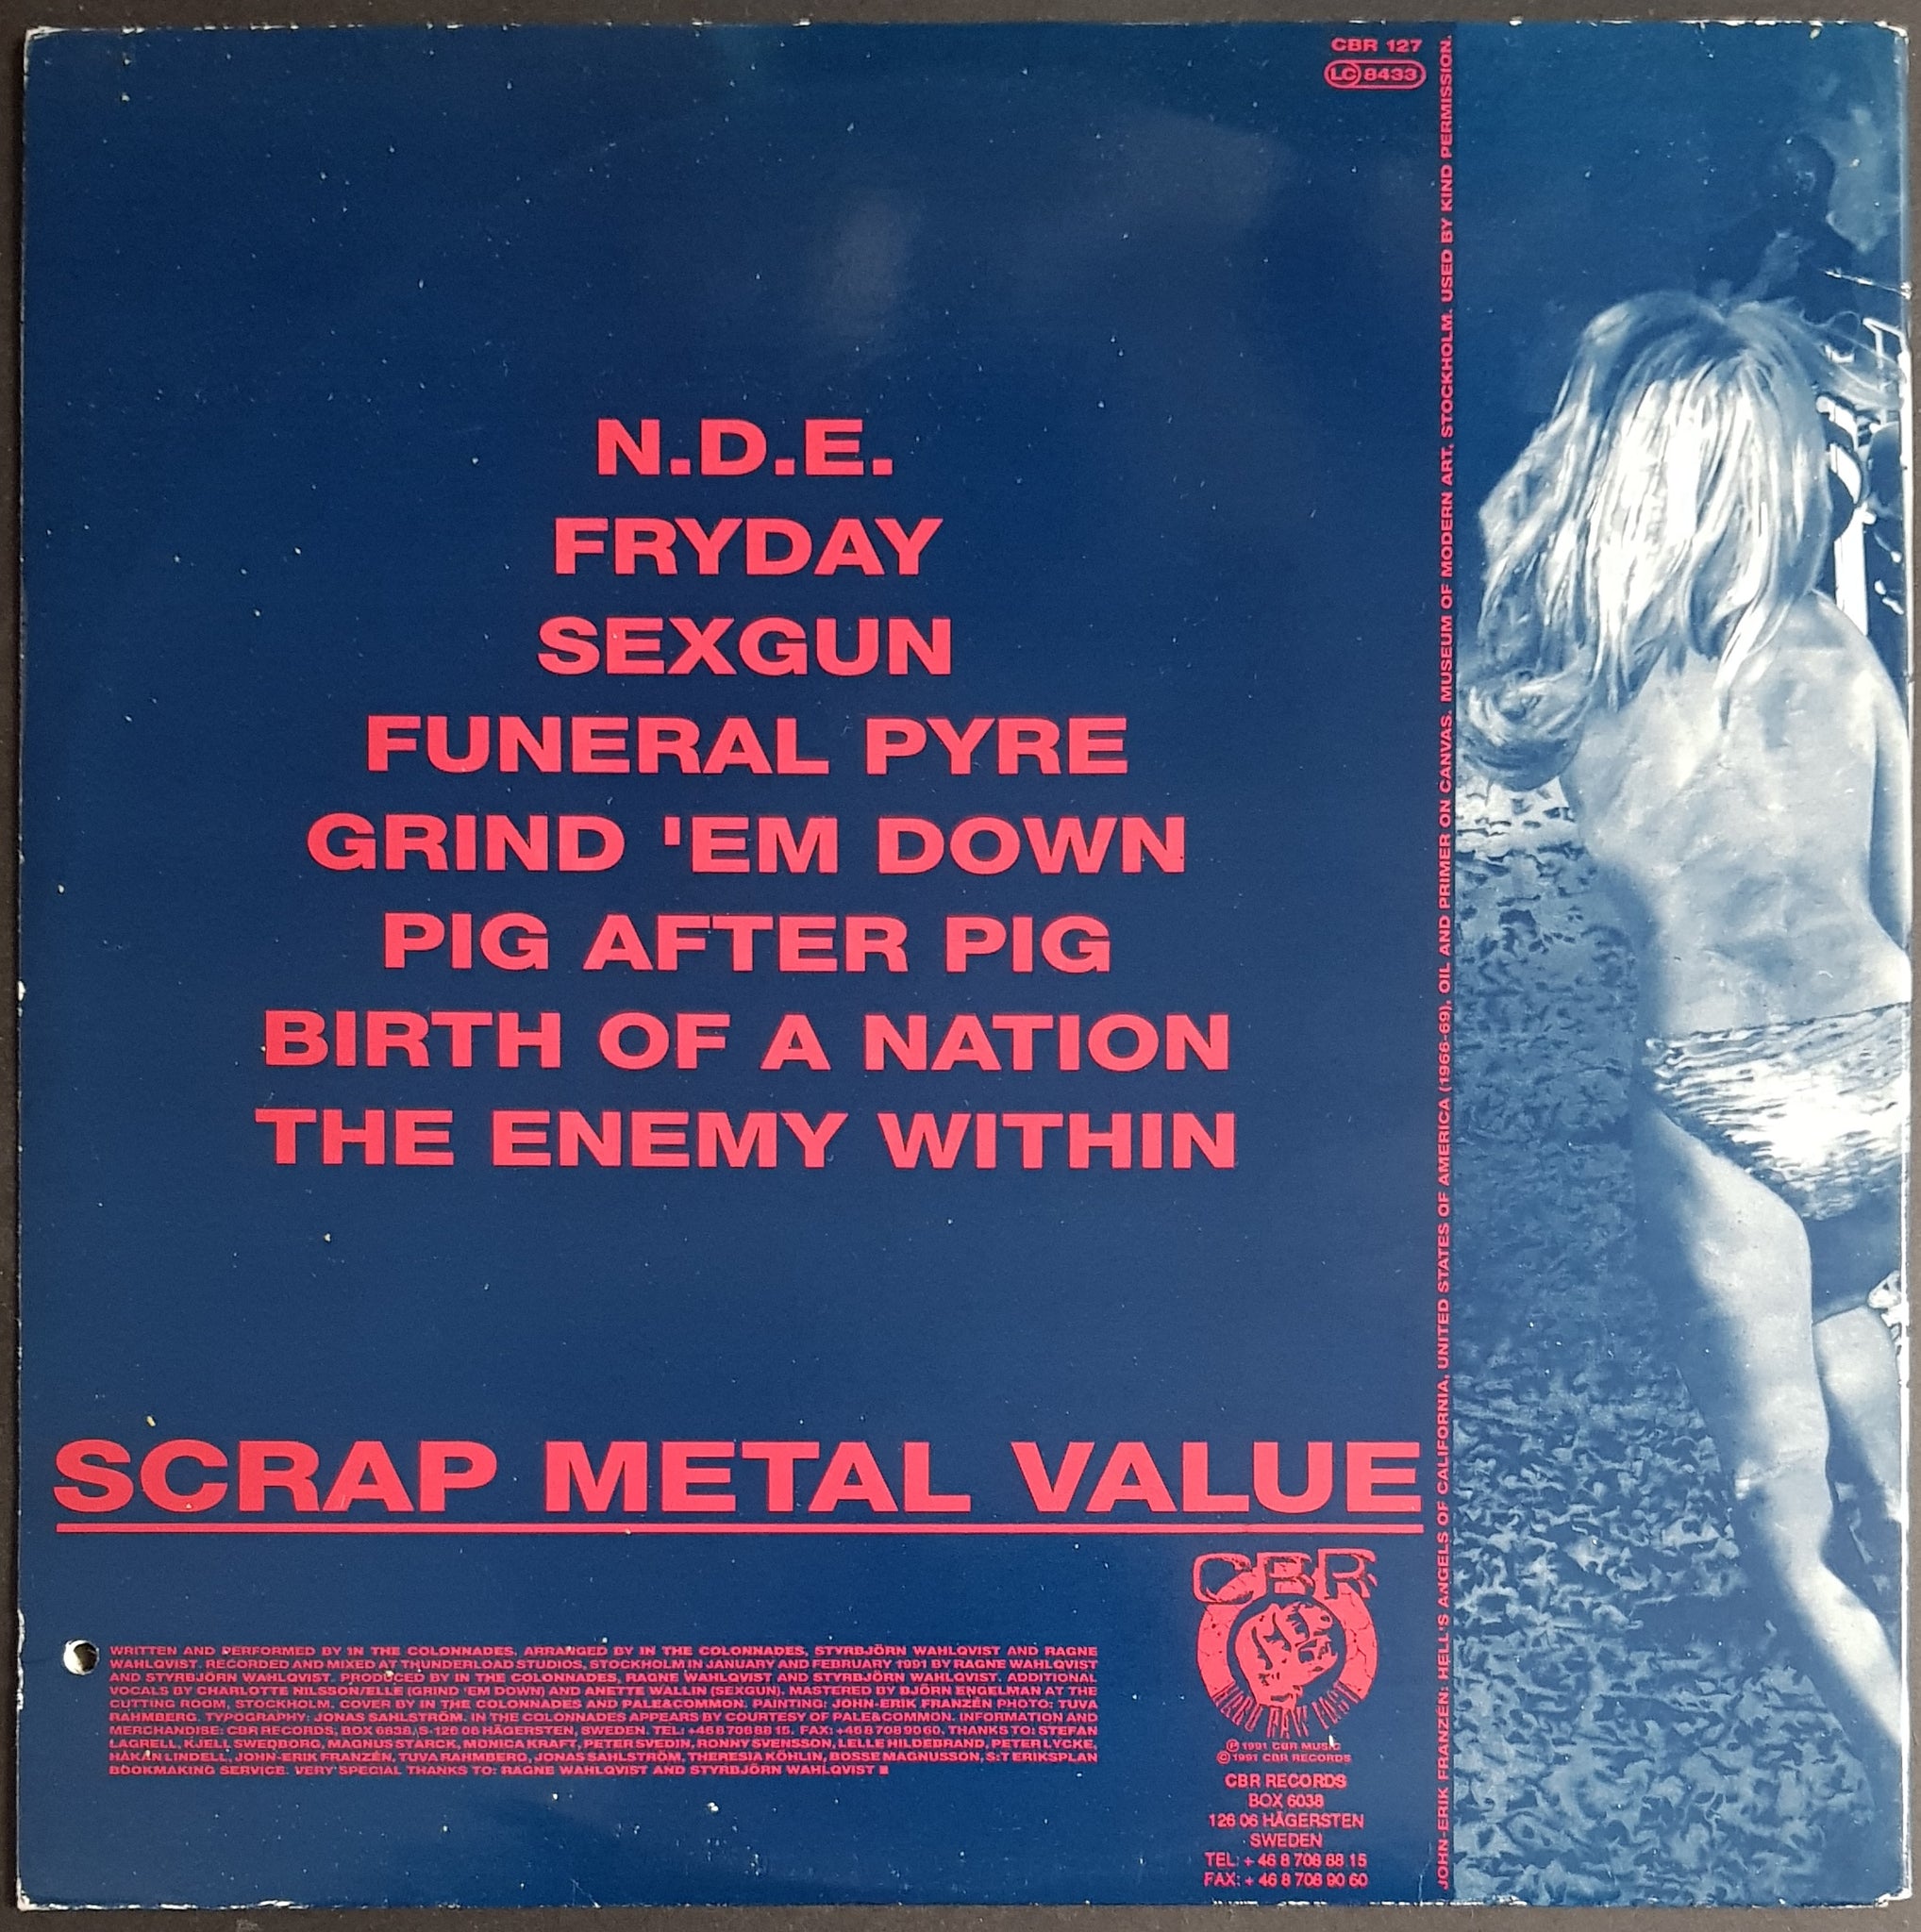 CBR 127
LC 8433
N.D.E.
FRYDAY
SEXGUN
FUNERAL PYRE
GRIND 'EM DOWN
PIG AFTER PIG
BIRTH OF A NATION
THE ENEMY WITHIN
SCRAP METAL VALUE
WRITTEN AND PERFORMED BY IN THE COLONNADES. ARRANGED BY IN THE COLONNADES, STYRBJÖRN WAHLQVIST AND RAGNE
WAHLQVIST. RECORDED AND MIXED AT THUNDERLOAD STUDIOS, STOCKHOLM IN JANUARY AND FEBRUARY 1991 BY RAGNE WAHLQVIST
AND STYRBJÖRN WAHLQVIST. PRODUCED BY IN THE COLONNADES, RAGNE WAHLQVIST AND STYRBJÖRN WAHLQVIST. ADDITIONAL
VOCALS BY CHARLOTTE NILSSON/ELLE (GRIND 'EM DOWN) AND ANETTE WALLIN (SEXGUN). MASTERED BY BJÖRN ENGELMAN AT THE
CUTTING ROOM, STOCKHOLM. COVER BY IN THE COLONNADES AND PALE&COMMON. PAINTING: JOHN-ERIK FRANZÉN PHOTO: TUVA
RAHMBERG. TYPOGRAPHY: JONAS SAHLSTRÖM. IN THE COLONNADES APPEARS BY COURTESY OF PALE&COMMON. INFORMATION AND
MERCHANDISE: CBR RECORDS, BOX 6038, S-126 06 HÄGERSTEN, SWEDEN. TEL: +46 8 708 88 15. FAX: +46 8 708 90 60. THANKS TO: STEFAN
LAGRELL, KJELL SWEDBORG, MAGNUS STARCK, MONICA KRAFT, PETER SVEDIN, RONNY SVENSSON, LELLE HILDEBRAND, PETER LYCKE,
HÅKAN LINDELL, JOHN-ERIK FRANZÉN, TUVA RAHMBERG, JONAS SAHLSTRÖM, THERESIA KÖHLIN, BOSSE MAGNUSSON, S:T ERIKSPLAN
BOOKMAKING SERVICE. VERY SPECIAL THANKS TO: RAGNE WAHLQVIST AND STYRBJÖRN WAHLQVIST
CBR
HARD RAW FAST
℗ 1991 CBR MUSIC
© 1991 CBR RECORDS
CBR RECORDS
BOX 6038
126 06 HÄGERSTEN
SWEDEN
TEL: + 46 8 708 88 15
FAX: + 46 8 708 90 60
JOHN-ERIK FRANZÉN: HELL'S ANGELS OF CALIFORNIA, UNITED STATES OF AMERICA (1966-69). OIL AND PRIMER ON CANVAS. MUSEUM OF MODERN ART, STOCKHOLM. USED BY KIND PERMISSION.